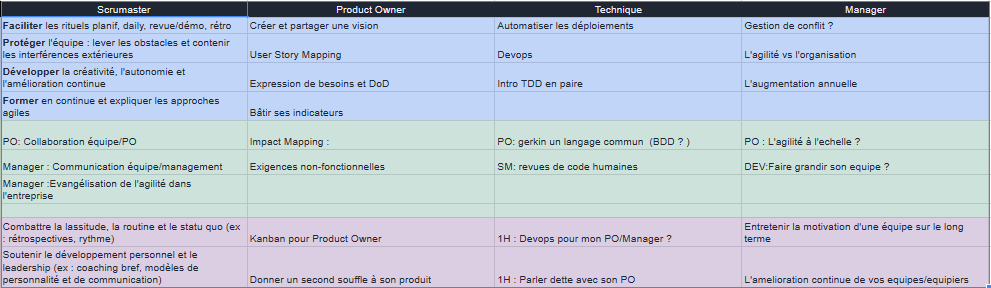 Scrumaster
Product Owner
Technique
Manager
Faciliter les rituels planif, daily, revue/démo, rétro
Créer et partager une vision
Automatiser les déploiements
Gestion de conflit ?
Protéger l'équipe : lever les obstacles et contenir
les interférences extérieures
User Story Mapping
Devops
L'agilité vs l'organisation
Développer la créativité, l'autonomie et
l'amélioration continue
Expression de besoins et DoD
Intro TDD en paire
L'augmentation annuelle
Former en continue et expliquer les approches
agiles
Bâtir ses indicateurs
PO: Collaboration équipe/PO
Impact Mapping :
PO: gerkin un langage commun  (BDD ? )
PO : L'agilité à l'echelle ?
Manager : Communication équipe/management
Exigences non-fonctionnelles
SM: revues de code humaines
DEV:Faire grandir son equipe ?
Manager :Evangélisation de l'agilité dans
l'entreprise
Combattre la lassitude, la routine et le statu quo (ex
: rétrospectives, rythme)
Kanban pour Product Owner
1H : Devops pour mon PO/Manager ?
Entretenir la motivation d'une équipe sur le long
terme
Soutenir le développement personnel et le
leadership (ex : coaching bref, modèles de
personnalité et de communication)
Donner un second souffle à son produit
1H : Parler dette avec son PO
L'amelioration continue de vos equipes/equipiers